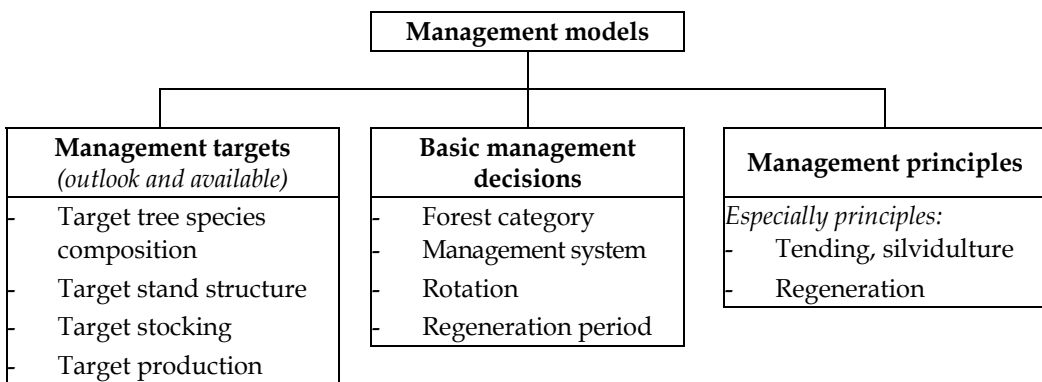 Management models
Management targets
(outlook and available)
- Target tree species
composition
- Target stand structure
- Target stocking
- Target production
Basic management
decisions
- Forest category
- Management system
- Rotation
- Regeneration period
Management principles
Especially principles:
- Tending, silvidulture
- Regeneration